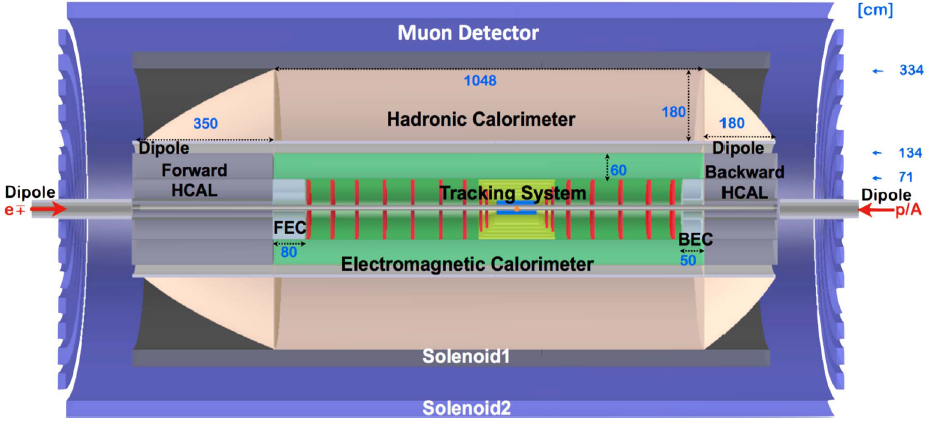 [cm]
Muon Detector
← 334
1048
180
350
Hadronic Calorimeter
180
Dipole
Dipole
← 134
Forward
HCAL
60
Backward
HCAL
← 71
Dipole
e∓
Tracking System
Dipole
p/A
FEC
80
BEC
50
Electromagnetic Calorimeter
Solenoid1
Solenoid2